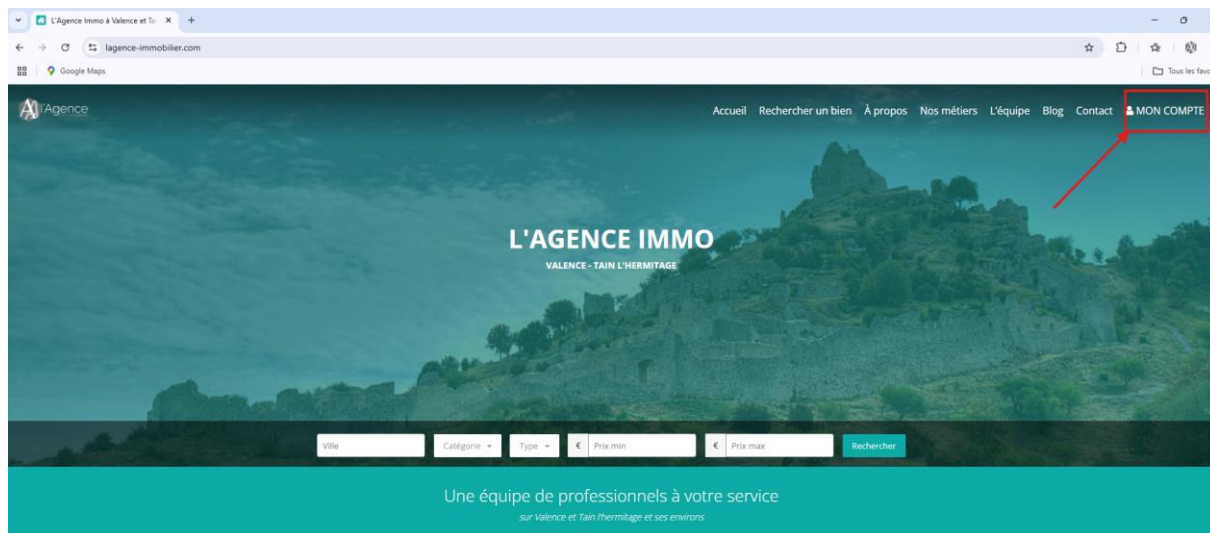 L'Agence Immo à Valence et Ta
lagence-immobilier.com
Google Maps
Tous les favo
l'Agence
Accueil Rechercher un bien À propos Nos métiers L'équipe Blog Contact MON COMPTE
L'AGENCE IMMO
VALENCE - TAIN L'HERMITAGE
Ville Catégorie Type € Prix min € Prix max Rechercher
Une équipe de professionnels à votre service
sur Valence et Tain l'hermitage et ses environs